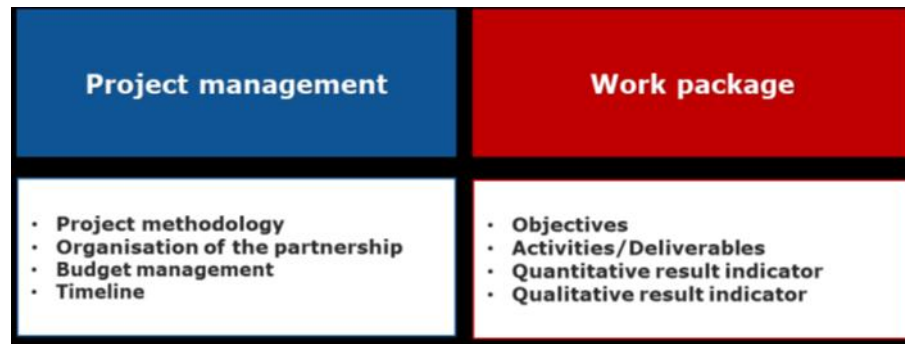 Project management
• Project methodology
• Organisation of the partnership
• Budget management
• Timeline
Work package
• Objectives
• Activities/Deliverables
• Quantitative result indicator
• Qualitative result indicator